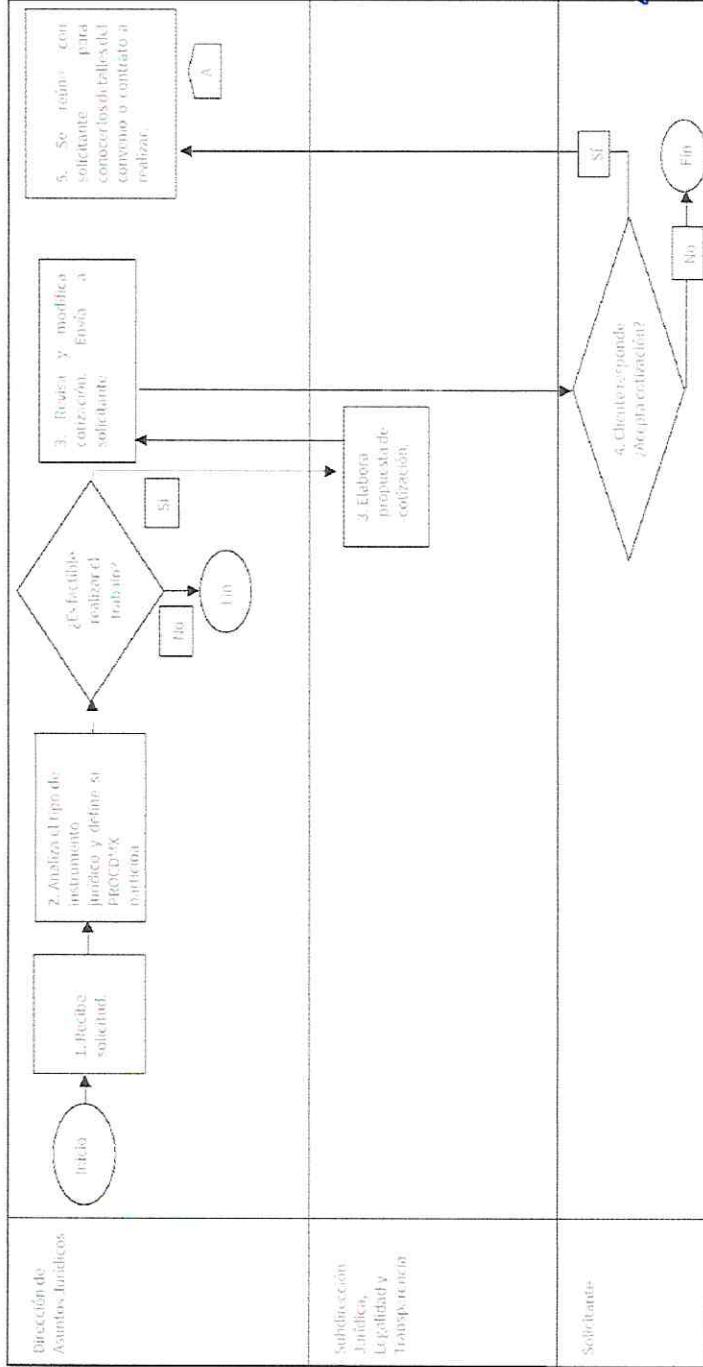 Dirección de
Asuntos Jurídicos
Inicio
1. Recibe
solicitud.
2. Analiza el tipo de
instrumento
jurídico y define si
PROCDMX
participa
¿Es factible
realizar el
trabajo?
No
Fin
Si
3. Revisa y modifica
cotización. Envía a
solicitante
5. Se reúne con
solicitante para
conocer los detalles del
convenio o contrato a
realizar.
A
Subdirección
Jurídica,
Legalidad y
Transparencia
3. Elabora
propuesta de
cotización.
Solicitante
4. Cliente responde
¿Acepta cotización?
Si
No
Fin